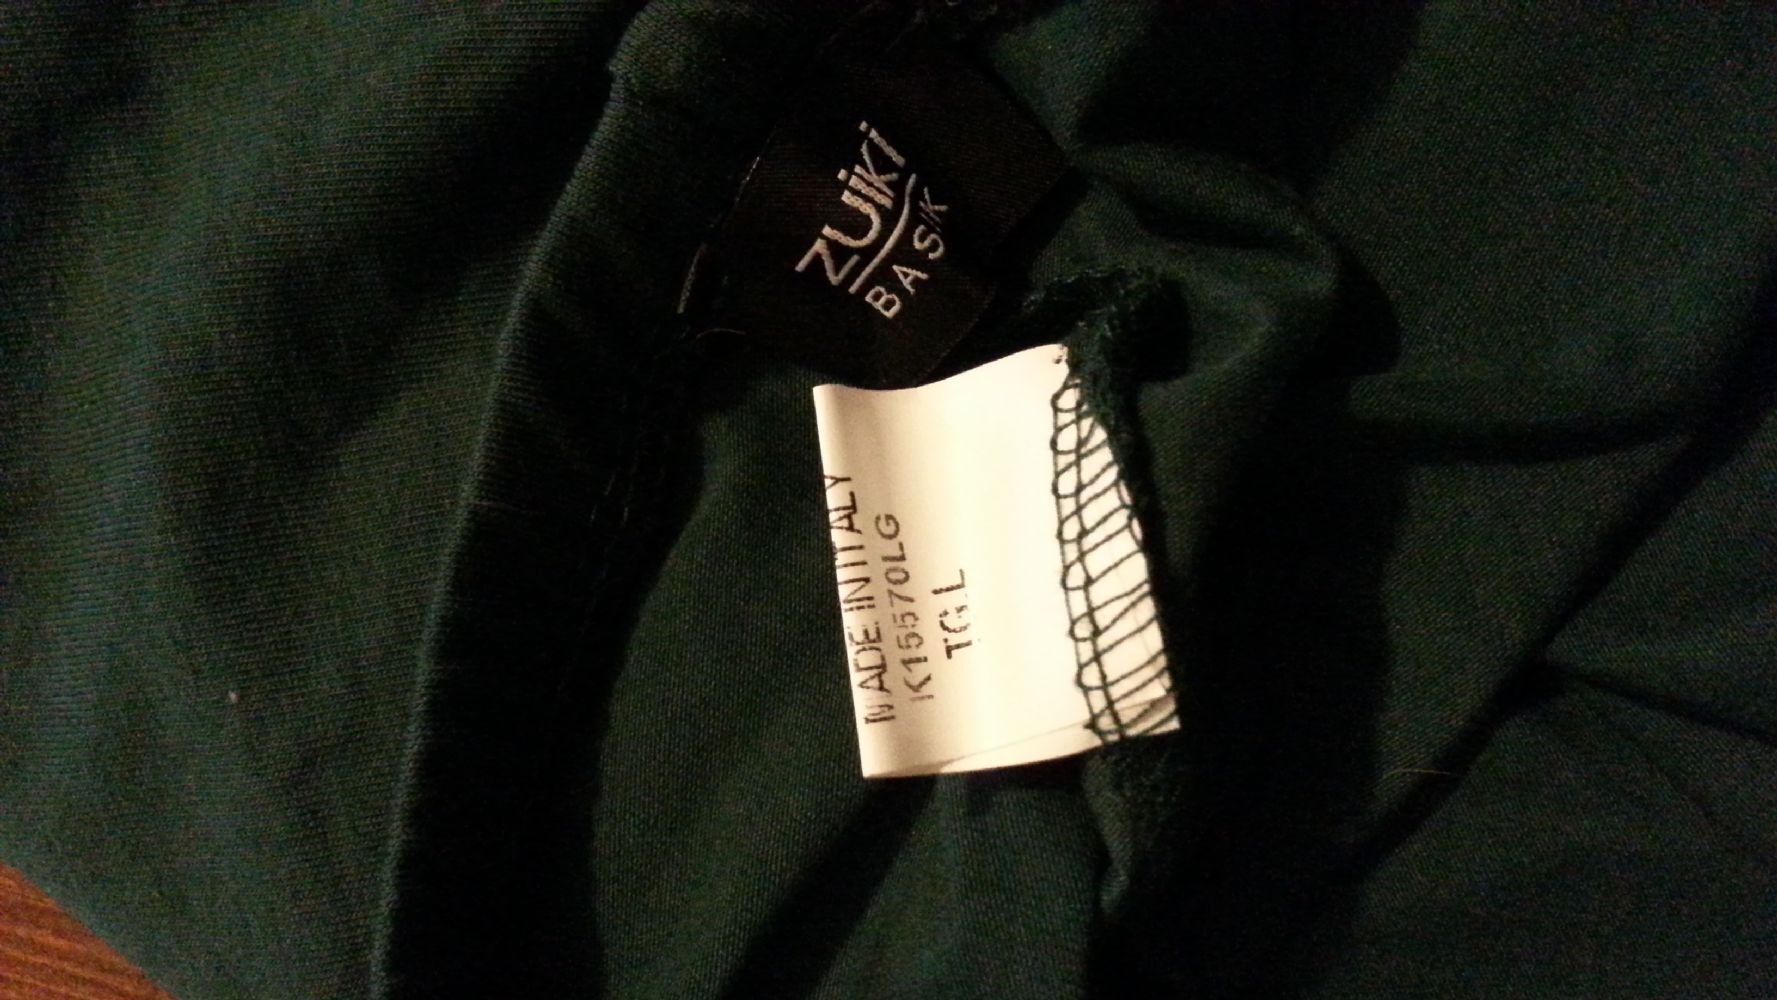 ZUiKi
BASIK
MADE IN ITALY
K15570LG
TG.L